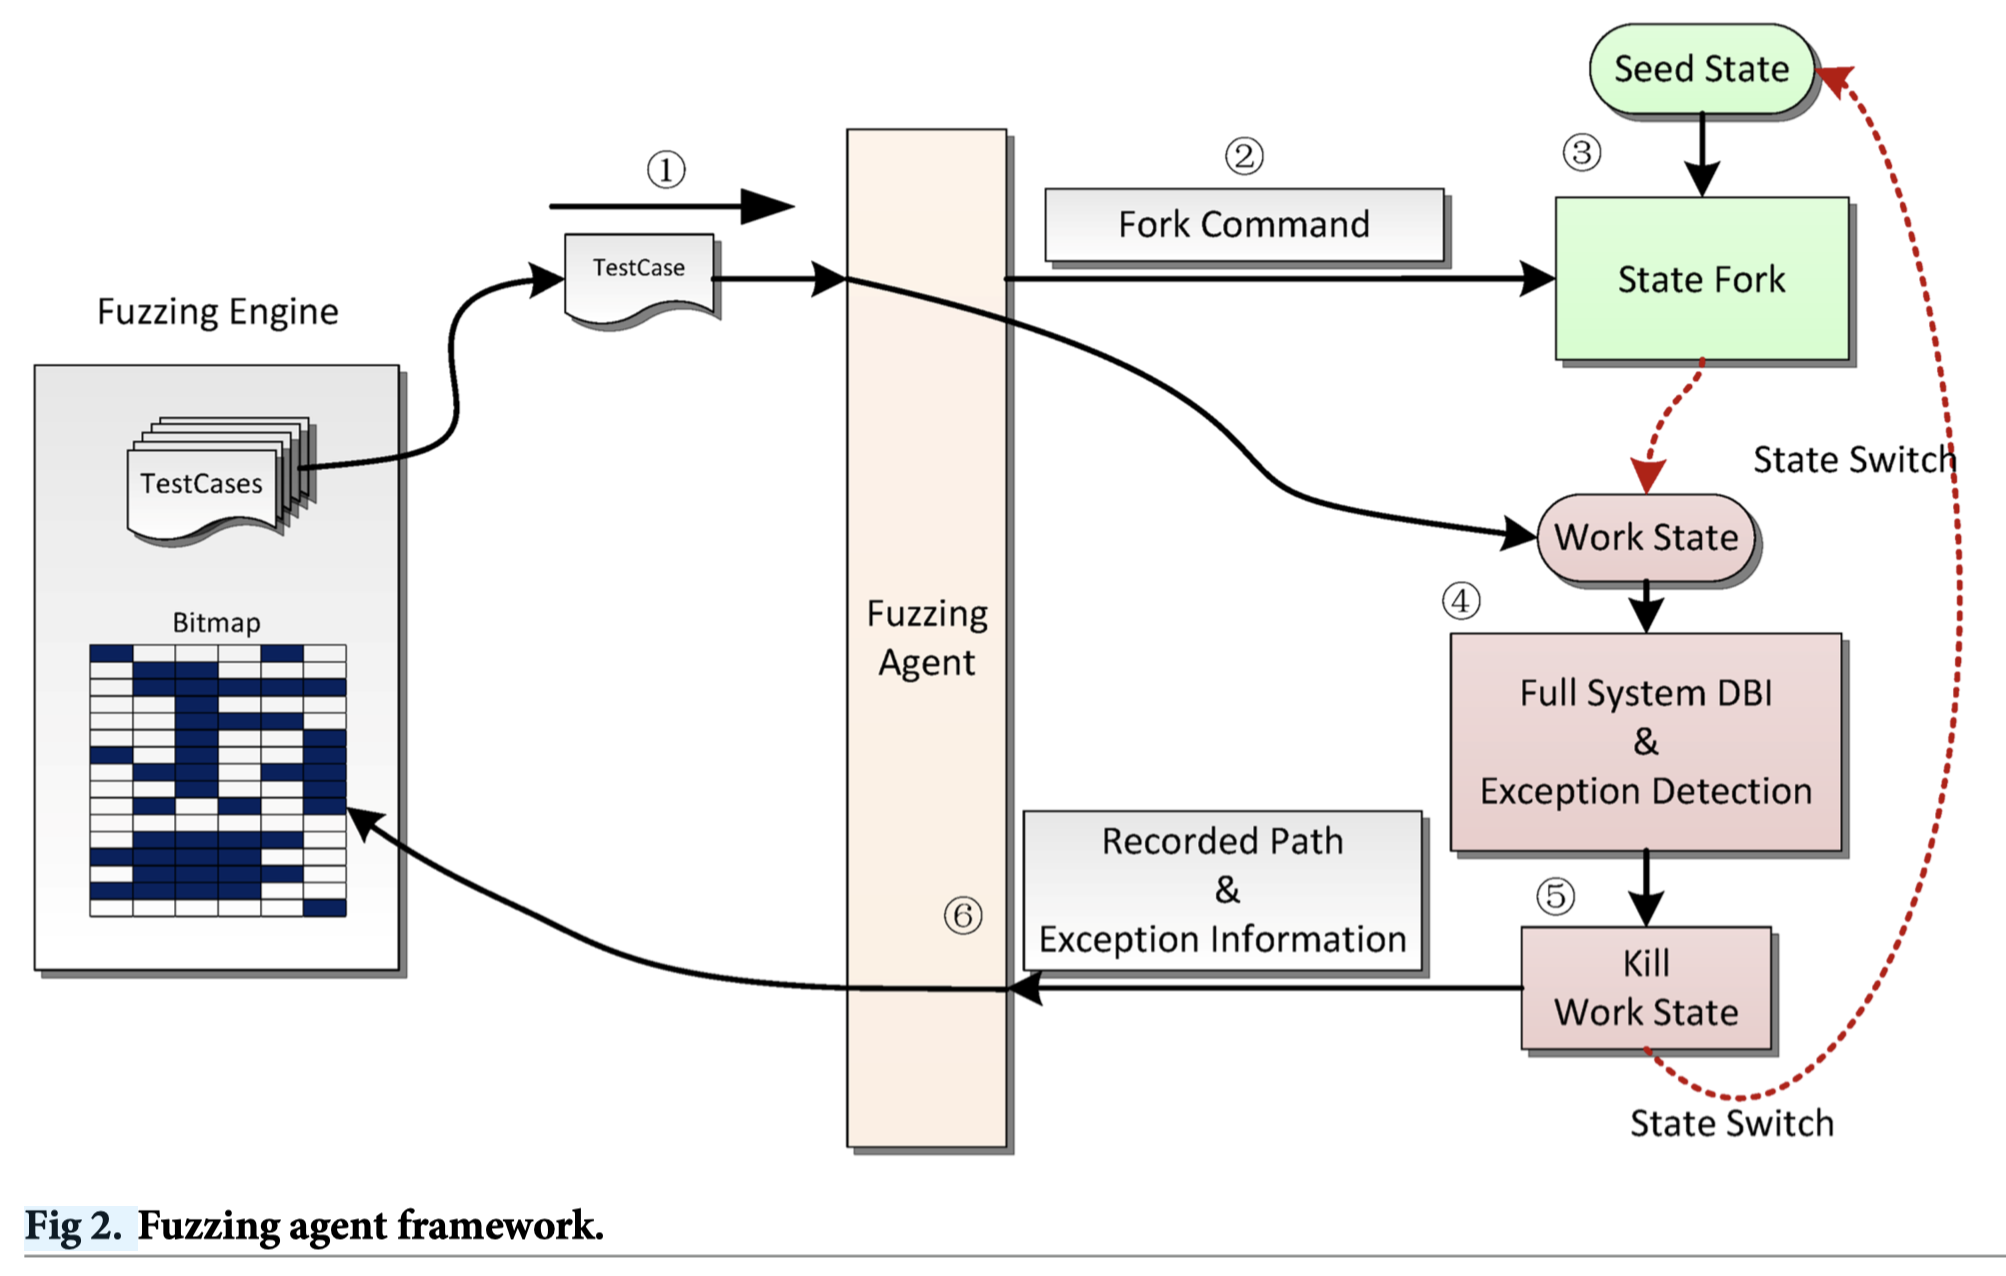 Seed State
①
②
③
Fork Command
TestCase
State Fork
Fuzzing Engine
State Switch
TestCases
Work State
④
Bitmap
Fuzzing
Agent
Full System DBI
&
Exception Detection
Recorded Path
&
Exception Information
⑤
⑥
Kill
Work State
State Switch
Fig 2. Fuzzing agent framework.